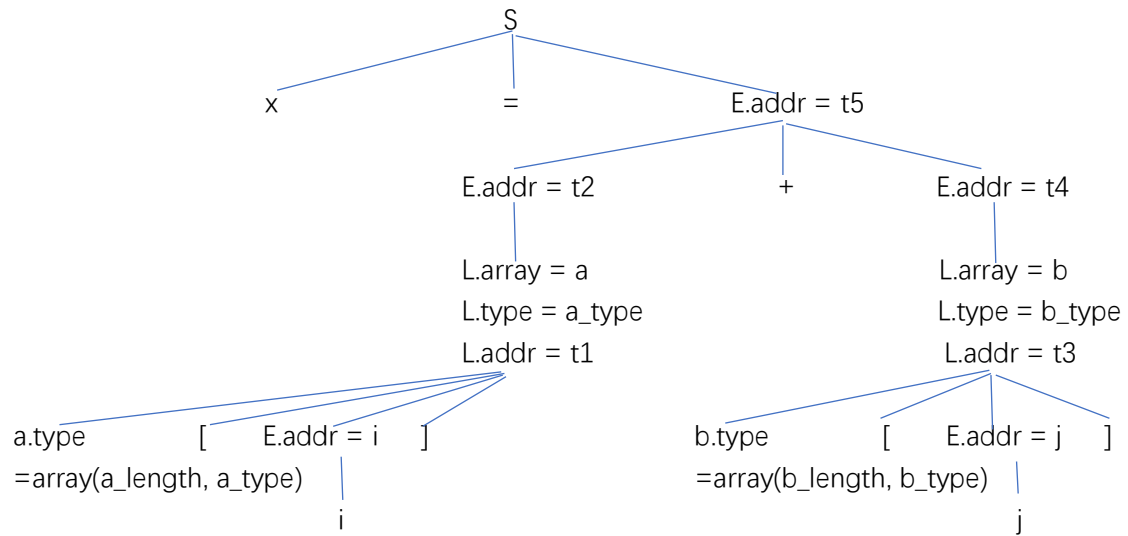 S
x = E.addr = t5
E.addr = t2 + E.addr = t4
L.array = a L.array = b
L.type = a_type L.type = b_type
L.addr = t1 L.addr = t3
a.type [ E.addr = i ] b.type [ E.addr = j ]
=array(a_length, a_type) =array(b_length, b_type)
i j